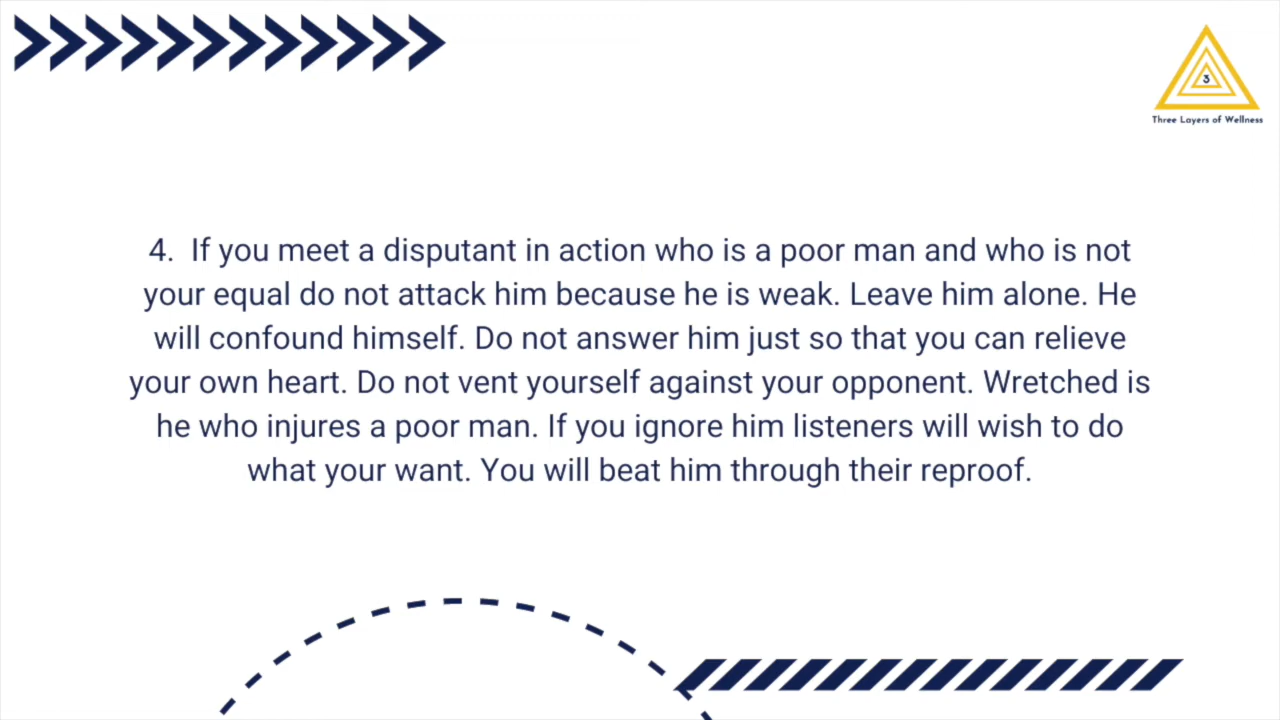 3
Three Layers of Wellness
4. If you meet a disputant in action who is a poor man and who is not
your equal do not attack him because he is weak. Leave him alone. He
will confound himself. Do not answer him just so that you can relieve
your own heart. Do not vent yourself against your opponent. Wretched is
he who injures a poor man. If you ignore him listeners will wish to do
what your want. You will beat him through their reproof.